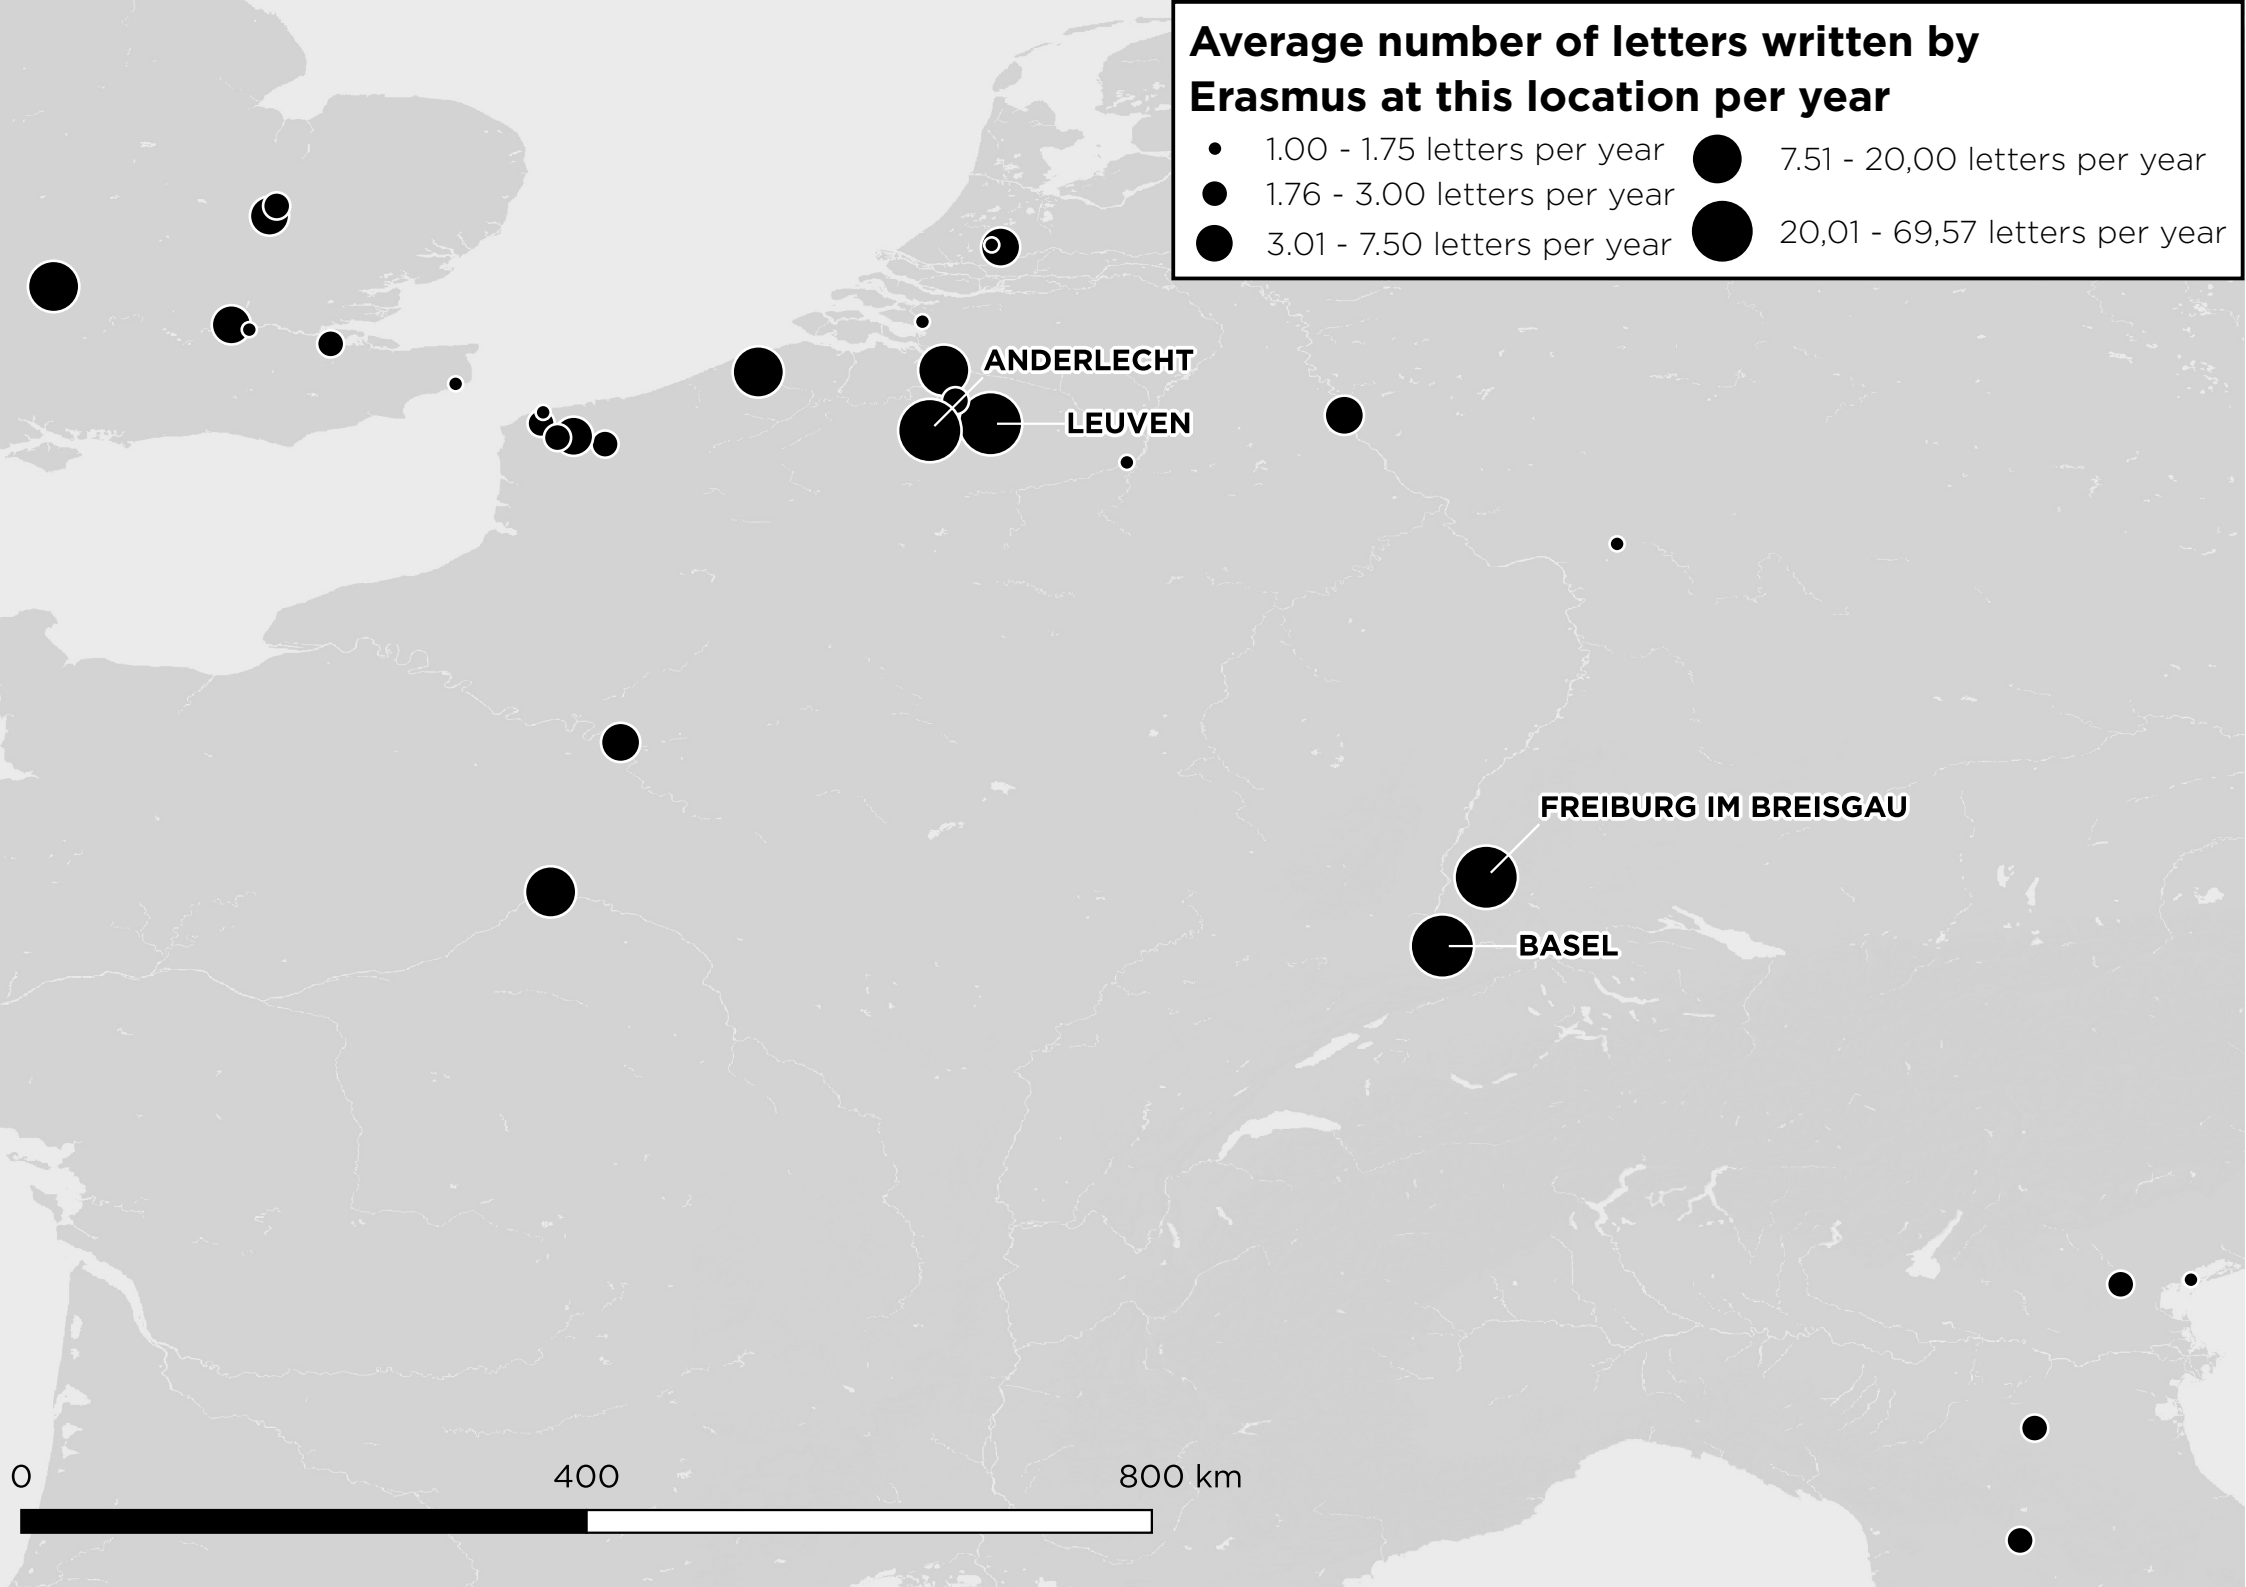 Average number of letters written by
Erasmus at this location per year
1.00 - 1.75 letters per year
1.76 - 3.00 letters per year
3.01 - 7.50 letters per year
7.51 - 20,00 letters per year
20,01 - 69,57 letters per year
ANDERLECHT
LEUVEN
FREIBURG IM BREISGAU
BASEL
0 400 800 km